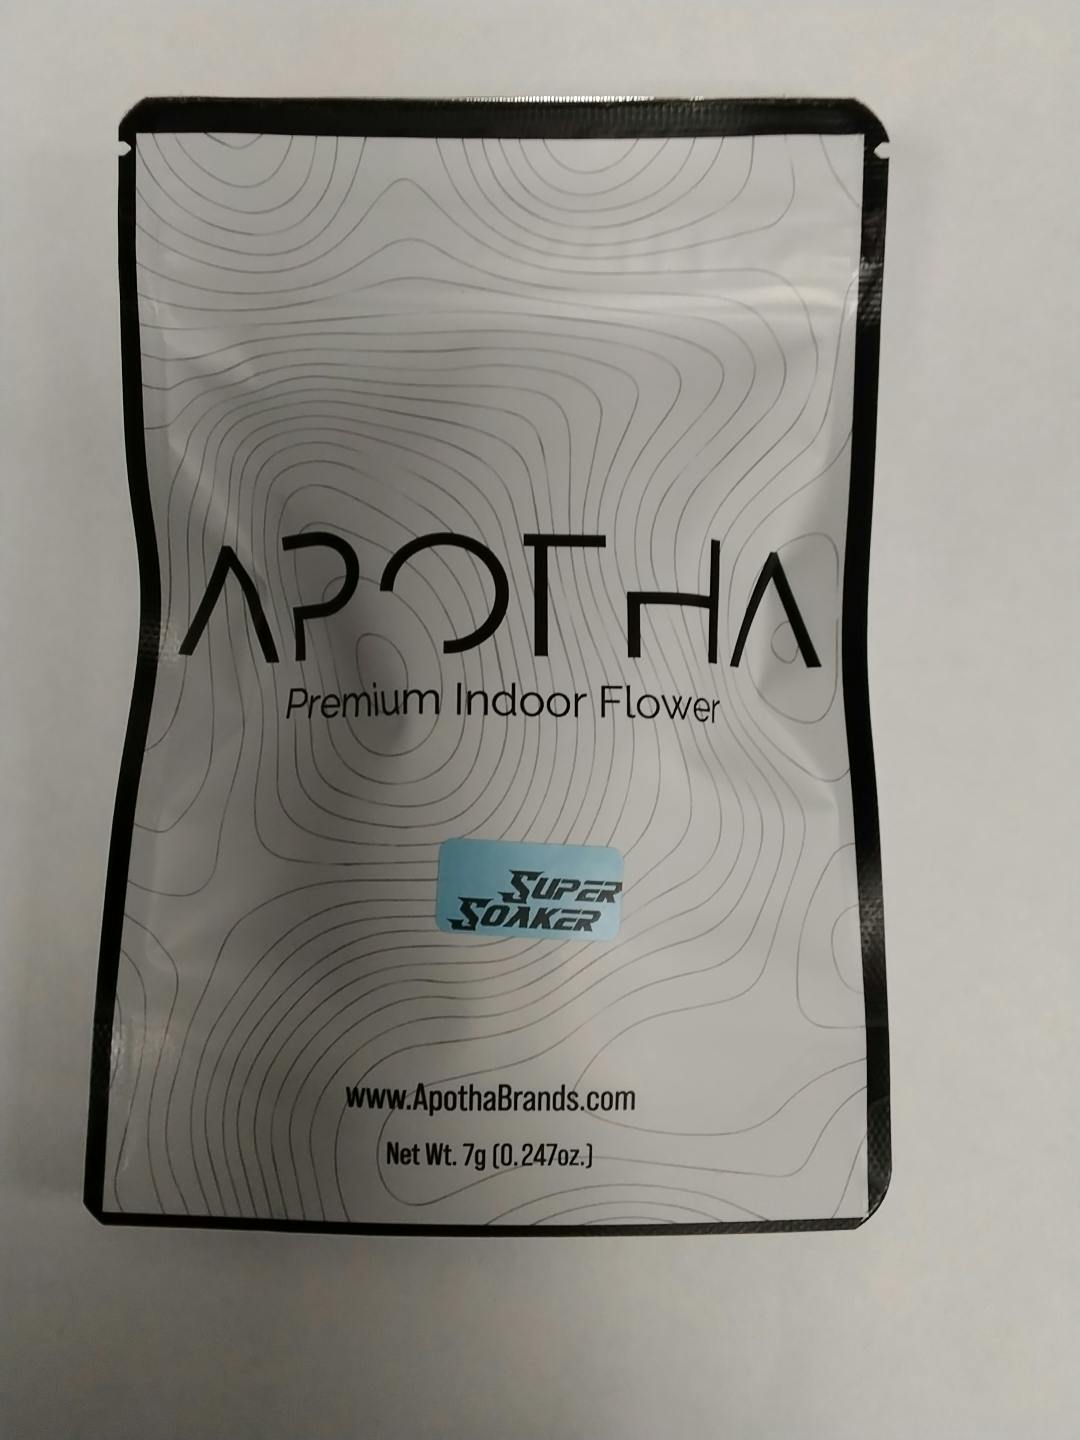 APOTHA
Premium Indoor Flower
SUPER
SOAKER
www.ApothaBrands.com
Net Wt. 7g (0.247oz.)